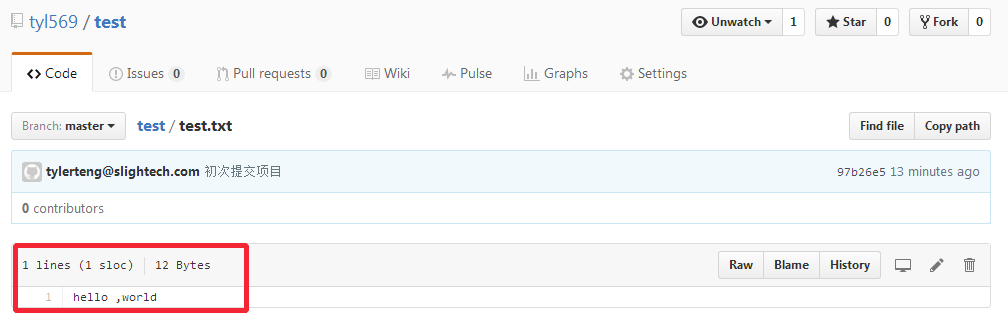 tyl569 / test Unwatch 1 Star 0 Fork 0
Code Issues 0 Pull requests 0 Wiki Pulse Graphs Settings
Branch: master test / test.txt Find file Copy path
tylerteng@slightech.com 初次提交项目 97b26e5 13 minutes ago
0 contributors
1 lines (1 sloc) 12 Bytes Raw Blame History
1 hello ,world